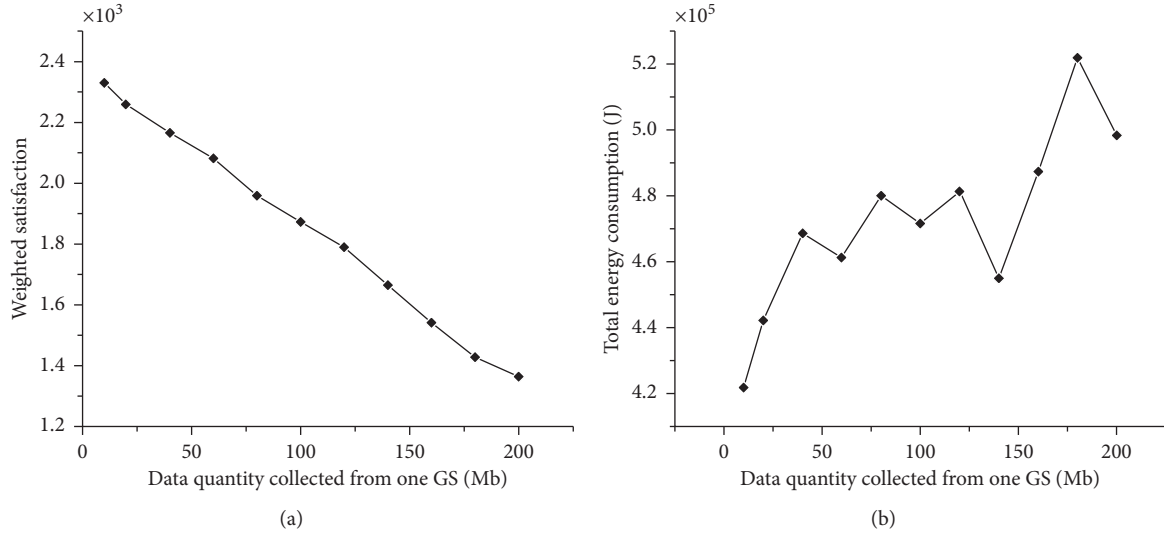 ×10³
2.4
2.2
2.0
1.8
1.6
1.4
1.2
Weighted satisfaction
0 50 100 150 200
Data quantity collected from one GS (Mb)
(a)
×10⁵
5.2
5.0
4.8
4.6
4.4
4.2
Total energy consumption (J)
0 50 100 150 200
Data quantity collected from one GS (Mb)
(b)